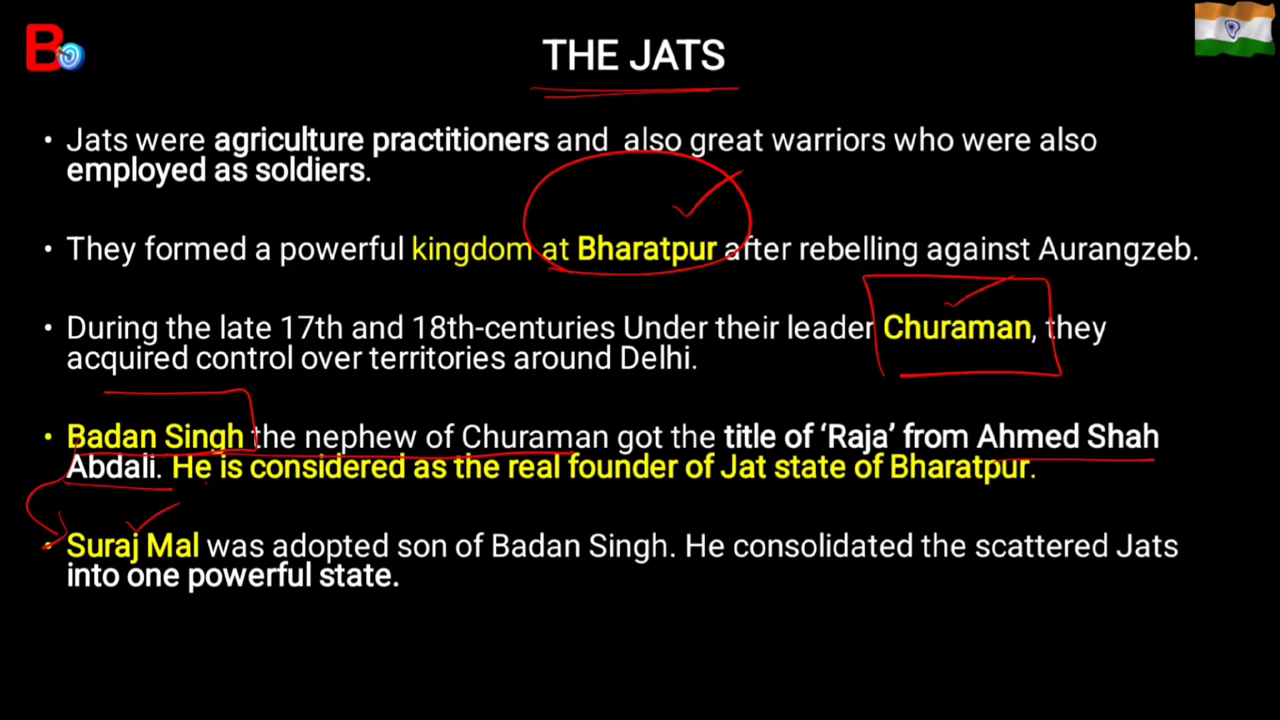 B
THE JATS
• Jats were agriculture practitioners and also great warriors who were also
employed as soldiers.
• They formed a powerful kingdom at Bharatpur after rebelling against Aurangzeb.
• During the late 17th and 18th-centuries Under their leader Churaman, they
acquired control over territories around Delhi.
• Badan Singh the nephew of Churaman got the title of ‘Raja’ from Ahmed Shah
Abdali. He is considered as the real founder of Jat state of Bharatpur.
• Suraj Mal was adopted son of Badan Singh. He consolidated the scattered Jats
into one powerful state.